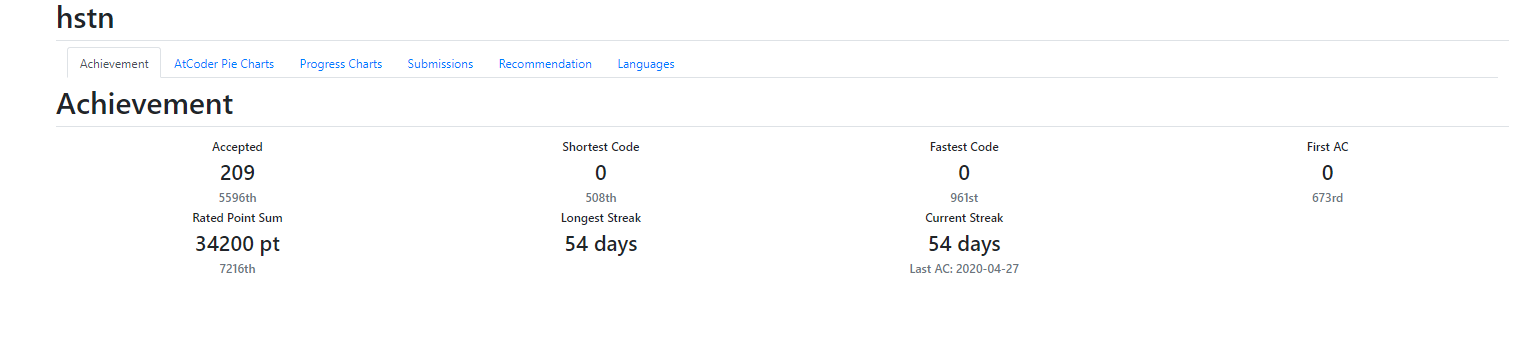 hstn
Achievement AtCoder Pie Charts Progress Charts Submissions Recommendation Languages
Achievement
Accepted Shortest Code Fastest Code First AC
209 0 0 0
5596th 508th 961st 673rd
Rated Point Sum Longest Streak Current Streak
34200 pt 54 days 54 days
7216th Last AC: 2020-04-27